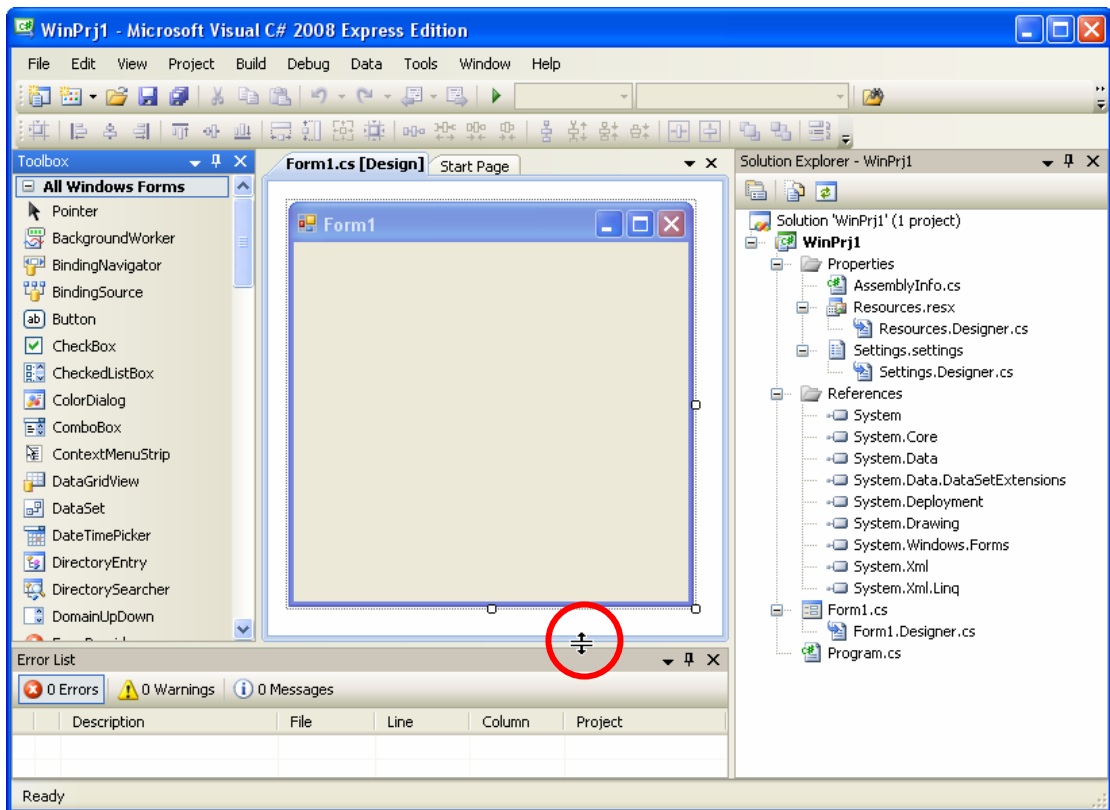 WinPrj1 - Microsoft Visual C# 2008 Express Edition
File Edit View Project Build Debug Data Tools Window Help
Toolbox
All Windows Forms
Pointer
BackgroundWorker
BindingNavigator
BindingSource
ab Button
CheckBox
CheckedListBox
ColorDialog
ComboBox
ContextMenuStrip
DataGridView
DataSet
DateTimePicker
DirectoryEntry
DirectorySearcher
DomainUpDown
Form1.cs [Design] Start Page
Form1
Solution Explorer - WinPrj1
Solution 'WinPrj1' (1 project)
WinPrj1
Properties
AssemblyInfo.cs
Resources.resx
Resources.Designer.cs
Settings.settings
Settings.Designer.cs
References
System
System.Core
System.Data
System.Data.DataSetExtensions
System.Deployment
System.Drawing
System.Windows.Forms
System.Xml
System.Xml.Linq
Form1.cs
Form1.Designer.cs
Program.cs
Error List
0 Errors 0 Warnings 0 Messages
Description File Line Column Project
Ready